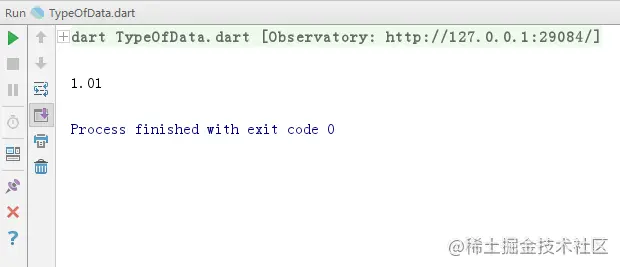 Run TypeOfData.dart
dart TypeOfData.dart [Observatory: http://127.0.0.1:29084/]
1.01
Process finished with exit code 0
@稀土掘金技术社区